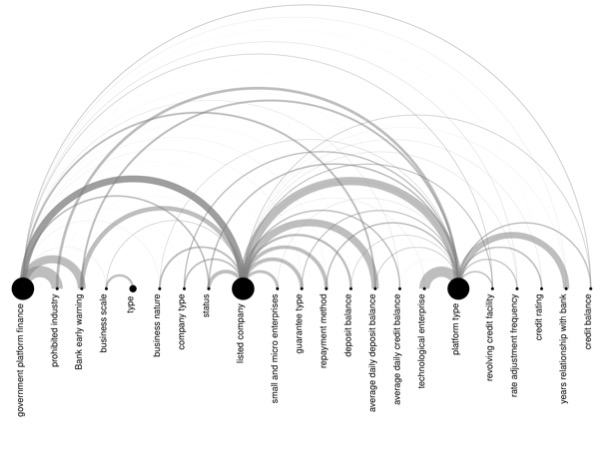 government platform finance
prohibited industry
Bank early warning
business scale
type
business nature
company type
status
listed company
small and micro enterprises
guarantee type
repayment method
deposit balance
average daily deposit balance
average daily credit balance
technological enterprise
platform type
revolving credit facility
rate adjustment frequency
credit rating
years relationship with bank
credit balance